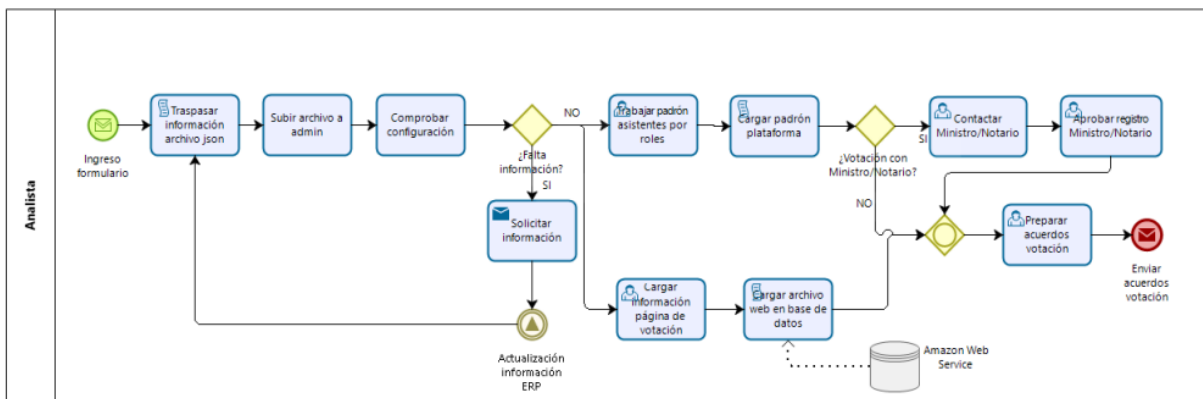 Analista
Ingreso
formulario
Traspasar
información
archivo json
Subir archivo a
admin
Comprobar
configuración
¿Falta
información?
NO
SI
Trabajar padrón
asistentes por
roles
Cargar padrón
plataforma
¿Votación con
Ministro/Notario?
SI
NO
Contactar
Ministro/Notario
Aprobar registro
Ministro/Notario
Solicitar
información
Actualización
información
ERP
Cargar
información
página de
votación
Cargar archivo
web en base de
datos
Amazon Web
Service
Preparar
acuerdos
votación
Enviar
acuerdos
votación